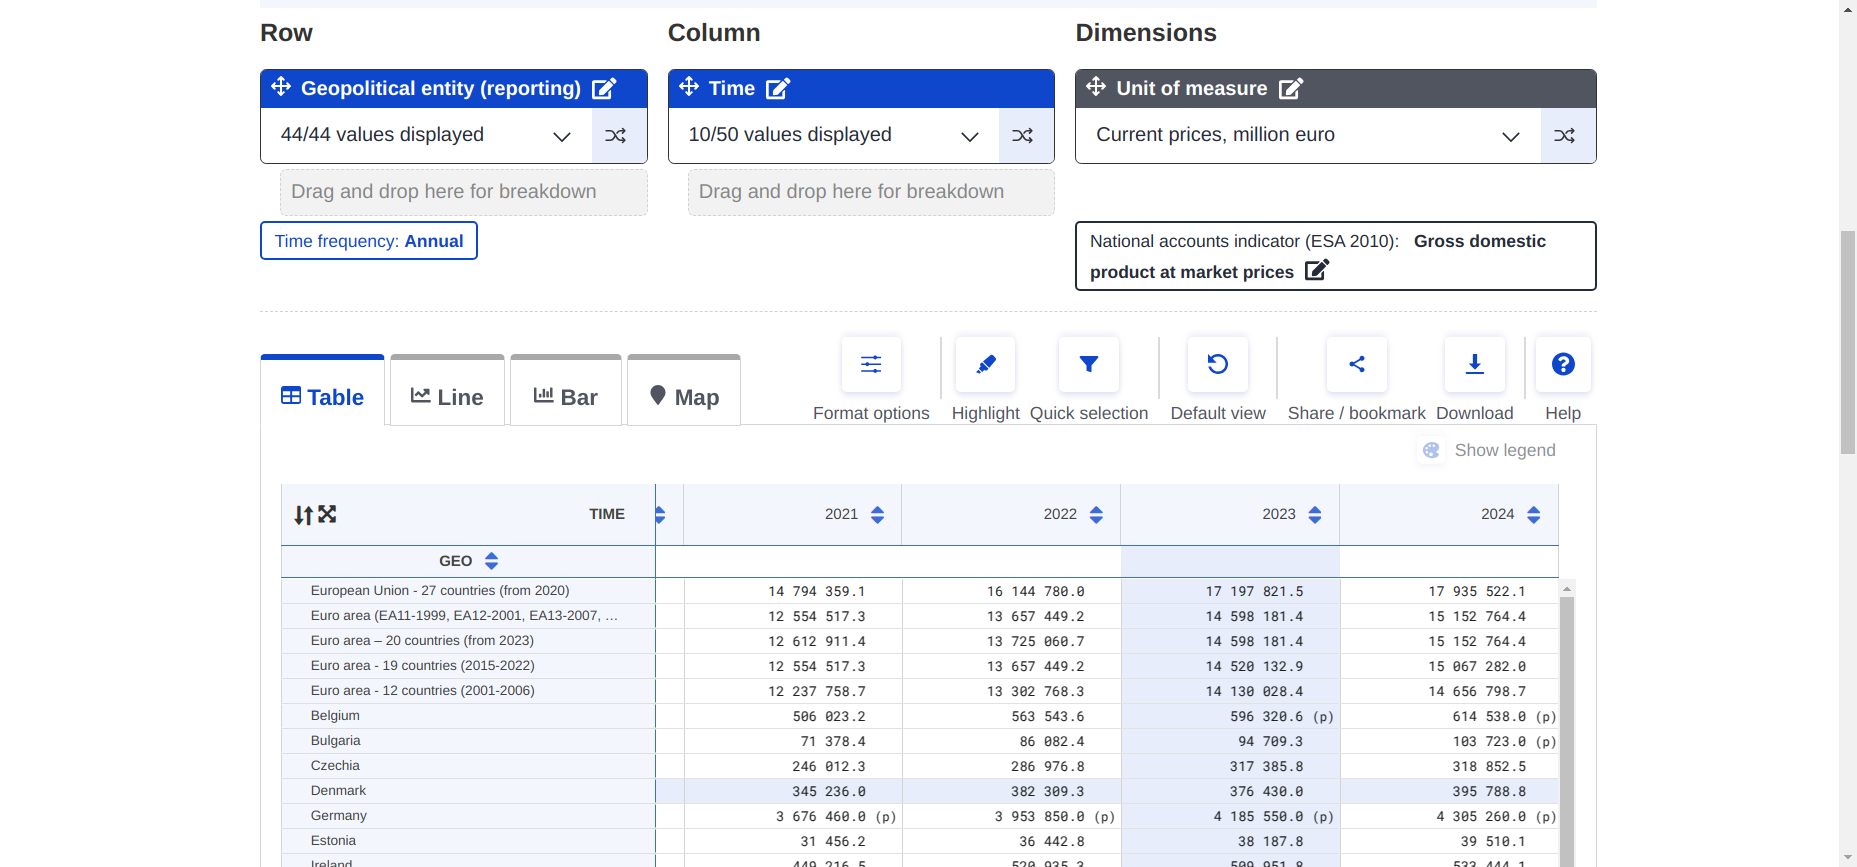 Row Column Dimensions
Geopolitical entity (reporting) Time Unit of measure
44/44 values displayed 10/50 values displayed Current prices, million euro
Drag and drop here for breakdown Drag and drop here for breakdown
Time frequency: Annual National accounts indicator (ESA 2010): Gross domestic
product at market prices
Table Line Bar Map
Format options Highlight Quick selection Default view Share / bookmark Download Help
Show legend
TIME 2021 2022 2023 2024
GEO
European Union - 27 countries (from 2020) 14 794 359.1 16 144 780.0 17 197 821.5 17 935 522.1
Euro area (EA11-1999, EA12-2001, EA13-2007, … 12 554 517.3 13 657 449.2 14 598 181.4 15 152 764.4
Euro area – 20 countries (from 2023) 12 612 911.4 13 725 060.7 14 598 181.4 15 152 764.4
Euro area - 19 countries (2015-2022) 12 554 517.3 13 657 449.2 14 520 132.9 15 067 282.0
Euro area - 12 countries (2001-2006) 12 237 758.7 13 302 768.3 14 130 028.4 14 656 798.7
Belgium 506 023.2 563 543.6 596 320.6 (p) 614 538.0 (p)
Bulgaria 71 378.4 86 082.4 94 709.3 103 723.0 (p)
Czechia 246 012.3 286 976.8 317 385.8 318 852.5
Denmark 345 236.0 382 309.3 376 430.0 395 788.8
Germany 3 676 460.0 (p) 3 953 850.0 (p) 4 185 550.0 (p) 4 305 260.0 (p)
Estonia 31 456.2 36 442.8 38 187.8 39 510.1
Ireland 449 216.5 520 935.3 509 951.8 533 444.1